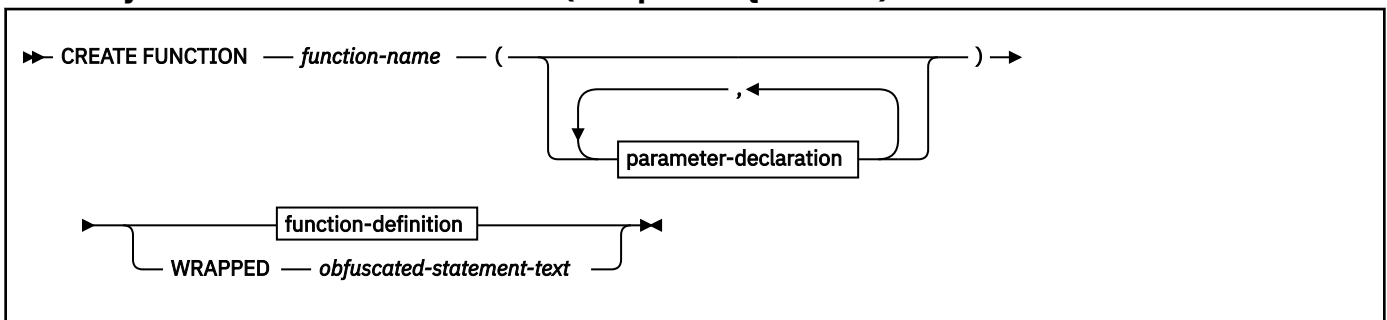 CREATE FUNCTION function-name ( )
,
parameter-declaration
function-definition
WRAPPED obfuscated-statement-text